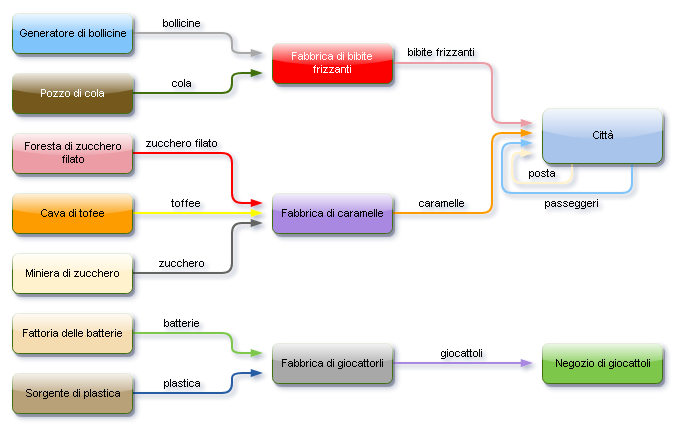 Generatore di bollicine
bollicine
Fabbrica di bibite
frizzanti
bibite frizzanti
Pozzo di cola
cola
Città
Foresta di zucchero
filato
zucchero filato
posta
passeggeri
Cava di tofee
toffee
Fabbrica di caramelle
caramelle
Miniera di zucchero
zucchero
Fattoria delle batterie
batterie
Fabbrica di giocattorli
giocattoli
Negozio di giocattoli
Sorgente di plastica
plastica